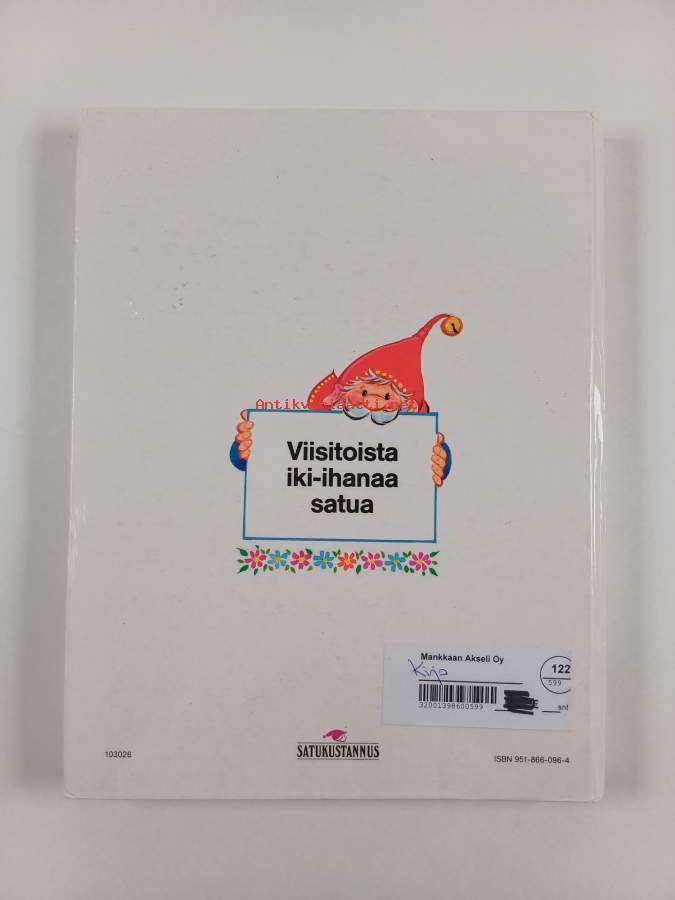 Viisitoista
iki-ihanaa
satua
Mankkaan Akseli Oy
Kirja
122
599
32001398600599
snt
SATUKUSTANNUS
103026
ISBN 951-866-096-4